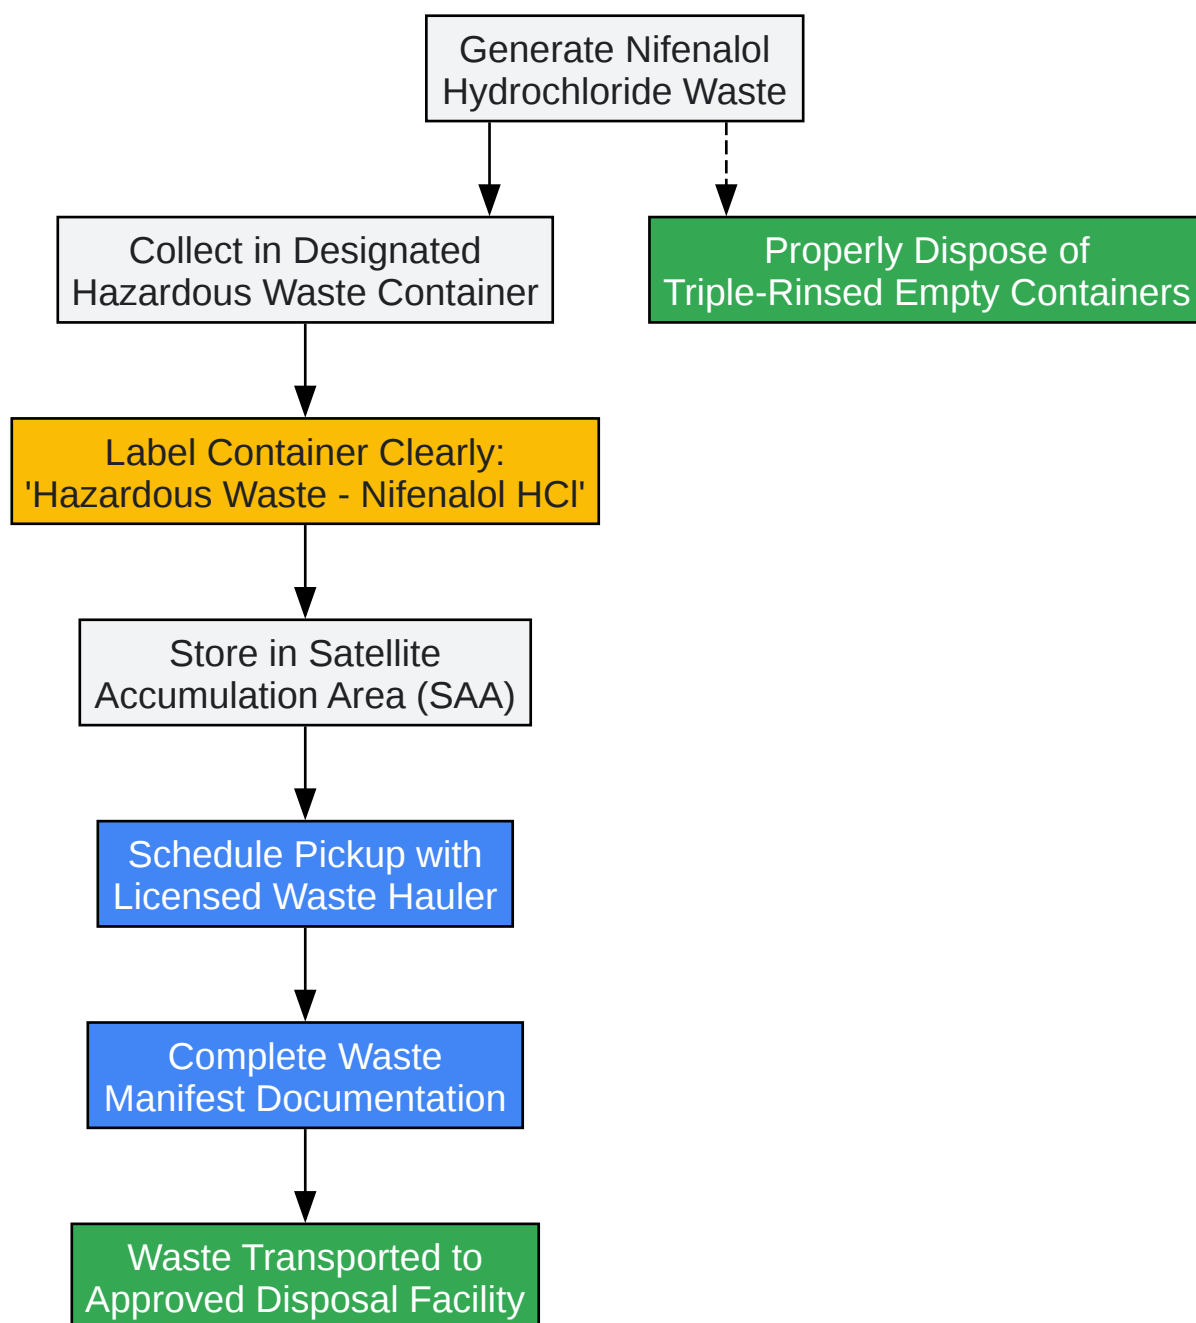 Generate Nifenalol
Hydrochloride Waste
Collect in Designated
Hazardous Waste Container
Properly Dispose of
Triple-Rinsed Empty Containers
Label Container Clearly:
'Hazardous Waste - Nifenalol HCl'
Store in Satellite
Accumulation Area (SAA)
Schedule Pickup with
Licensed Waste Hauler
Complete Waste
Manifest Documentation
Waste Transported to
Approved Disposal Facility